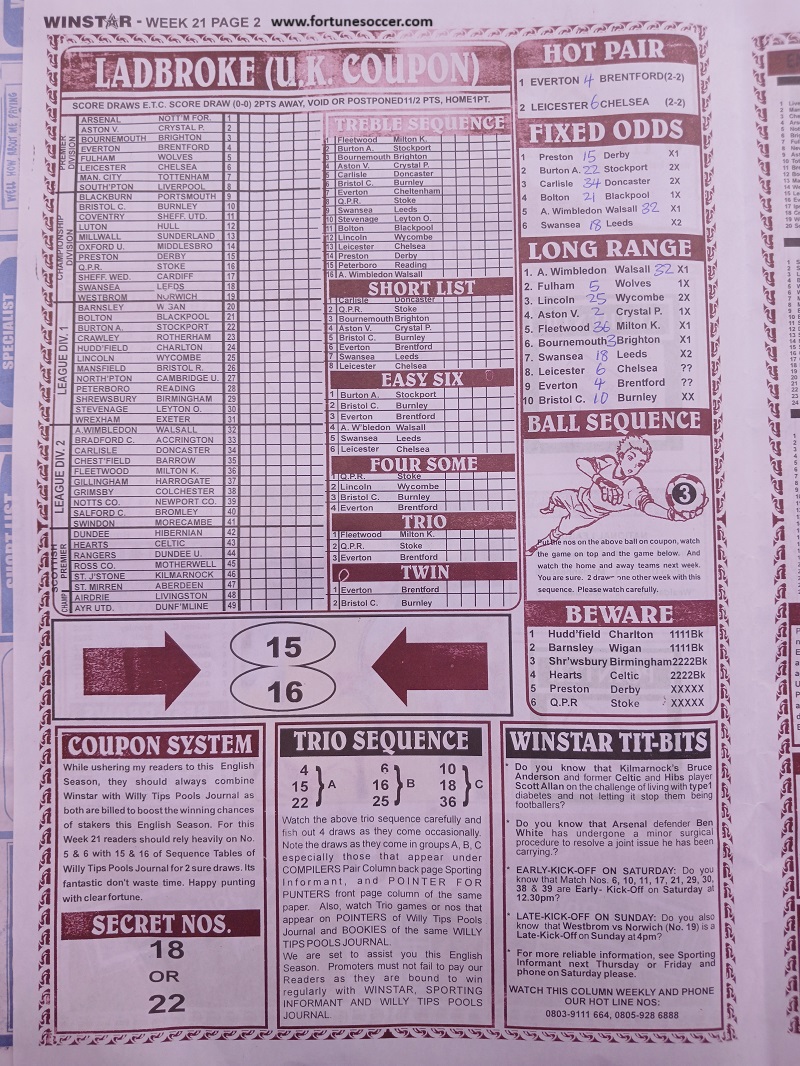 WINSTAR - WEEK 21 PAGE 2 www.fortunesoccer.com
LADBROKE (U.K. COUPON)
SCORE DRAWS E.T.C. SCORE DRAW (0-0) 2PTS AWAY, VOID OR POSTPONED11/2 PTS, HOME1PT.
PREMIER DIVISION
ARSENAL NOTT'M FOR. 1
ASTON V. CRYSTAL P. 2
BOURNEMOUTH BRIGHTON 3
EVERTON BRENTFORD 4
FULHAM WOLVES 5
LEICESTER CHELSEA 6
MAN. CITY TOTTENHAM 7
SOUTH'PTON LIVERPOOL 8
CHAMPIONSHIP DIVISION
BLACKBURN PORTSMOUTH 9
BRISTOL C. BURNLEY 10
COVENTRY SHEFF. UTD. 11
LUTON HULL 12
MILLWALL SUNDERLAND 13
OXFORD U. MIDDLESBRO 14
PRESTON DERBY 15
Q.P.R. STOKE 16
SHEFF. WED. CARDIFF 17
SWANSEA LEEDS 18
WESTBROM NORWICH 19
LEAGUE DIV. 1
BARNSLEY WIGAN 20
BOLTON BLACKPOOL 21
BURTON A. STOCKPORT 22
CRAWLEY ROTHERHAM 23
HUDD'FIELD CHARLTON 24
LINCOLN WYCOMBE 25
MANSFIELD BRISTOL R. 26
NORTH'PTON CAMBRIDGE U. 27
PETERBORO READING 28
SHREWSBURY BIRMINGHAM 29
STEVENAGE LEYTON O. 30
WREXHAM EXETER 31
LEAGUE DIV. 2
A.WIMBLEDON WALSALL 32
BRADFORD C. ACCRINGTON 33
CARLISLE DONCASTER 34
CHEST'FIELD BARROW 35
FLEETWOOD MILTON K. 36
GILLINGHAM HARROGATE 37
GRIMSBY COLCHESTER 38
NOTTS CO. NEWPORT CO. 39
SALFORD C. BROMLEY 40
SWINDON MORECAMBE 41
SCOTTISH PREMIER
DUNDEE HIBERNIAN 42
HEARTS CELTIC 43
RANGERS DUNDEE U. 44
ROSS CO. MOTHERWELL 45
ST. J'STONE KILMARNOCK 46
ST. MIRREN ABERDEEN 47
CHAMP
AIRDRIE LIVINGSTON 48
AYR UTD. DUNF'MLINE 49
TREBLE SEQUENCE
1 Fleetwood Milton K.
2 Burton A. Stockport
3 Bournemouth Brighton
4 Aston V. Crystal P.
5 Carlisle Doncaster
6 Bristol C. Burnley
7 Everton Cheltenham
8 Q.P.R. Stoke
9 Swansea Leeds
10 Stevenage Leyton O.
11 Bolton Blackpool
12 Lincoln Wycombe
13 Leicester Chelsea
14 Preston Derby
15 Peterboro Reading
16 A. Wimbledon Walsall
SHORT LIST
1 Carlisle Doncaster
2 Q.P.R. Stoke
3 Bournemouth Brighton
4 Aston V. Crystal P.
5 Bristol C. Burnley
6 Everton Brentford
7 Swansea Leeds
8 Leicester Chelsea
EASY SIX
1 Burton A. Stockport
2 Bristol C. Burnley
3 Everton Brentford
4 A. W'bledon Walsall
5 Swansea Leeds
6 Leicester Chelsea
FOUR SOME
1 Q.P.R. Stoke
2 Lincoln Wycombe
3 Bristol C. Burnley
4 Everton Brentford
TRIO
1 Fleetwood Milton K.
2 Q.P.R. Stoke
3 Everton Brentford
TWIN
1 Everton Brentford
2 Bristol C. Burnley
HOT PAIR
1 EVERTON 4 BRENTFORD(2-2)
2 LEICESTER 6 CHELSEA (2-2)
FIXED ODDS
1 Preston 15 Derby X1
2 Burton A. 22 Stockport 2X
3 Carlisle 34 Doncaster 2X
4 Bolton 21 Blackpool 1X
5 A. Wimbledon Walsall 32 X1
6 Swansea 18 Leeds X2
LONG RANGE
1. A. Wimbledon Walsall 32 X1
2. Fulham 5 Wolves 1X
3. Lincoln 25 Wycombe 2X
4. Aston V. 2 Crystal P. 1X
5. Fleetwood 36 Milton K. X1
6. Bournemouth 3 Brighton X1
7. Swansea 18 Leeds X2
8. Leicester 6 Chelsea ??
9 Everton 4 Brentford ??
10 Bristol C. 10 Burnley XX
BALL SEQUENCE
3
Put the nos on the above ball on coupon, watch
the game on top and the game below. And
watch the home and away teams next week.
You are sure. 2 draw one other week with this
sequence. Please watch carefully.
BEWARE
1 Hudd'field Charlton 1111Bk
2 Barnsley Wigan 1111Bk
3 Shr'wsbury Birmingham 2222Bk
4 Hearts Celtic 2222Bk
5 Preston Derby XXXXX
6 Q.P.R Stoke XXXXX
15
16
COUPON SYSTEM
While ushering my readers to this English
Season, they should always combine
Winstar with Willy Tips Pools Journal as
both are billed to boost the winning chances
of stakers this English Season. For this
Week 21 readers should rely heavily on No.
5 & 6 with 15 & 16 of Sequence Tables of
Willy Tips Pools Journal for 2 sure draws. Its
fantastic don't waste time. Happy punting
with clear fortune.
SECRET NOS.
18
OR
22
TRIO SEQUENCE
4 6 10
15 } A 16 } B 18 } C
22 25 36
Watch the above trio sequence carefully and
fish out 4 draws as they come occasionally.
Note the draws as they come in groups A, B, C
especially those that appear under
COMPILERS Pair Column back page Sporting
Informant, and POINTER FOR
PUNTERS front page column of the same
paper. Also, watch Trio games or nos that
appear on POINTERS of Willy Tips Pools
Journal and BOOKIES of the same WILLY
TIPS POOLS JOURNAL.
We are set to assist you this English
Season. Promoters must not fail to pay our
Readers as they are bound to win
regularly with WINSTAR, SPORTING
INFORMANT AND WILLY TIPS POOLS
JOURNAL.
WINSTAR TIT-BITS
* Do you know that Kilmarnock's Bruce
Anderson and former Celtic and Hibs player
Scott Allan on the challenge of living with type1
diabetes and not letting it stop them being
footballers?
* Do you know that Arsenal defender Ben
White has undergone a minor surgical
procedure to resolve a joint issue he has been
carrying.?
* EARLY-KICK-OFF ON SATURDAY: Do you
know that Match Nos. 6, 10, 11, 17, 21, 29, 30,
38 & 39 are Early- Kick-Off on Saturday at
12.30pm?
* LATE-KICK-OFF ON SUNDAY: Do you also
know that Westbrom vs Norwich (No. 19) is a
Late-Kick-Off on Sunday at 4pm?
* For more reliable information, see Sporting
Informant next Thursday or Friday and
phone on Saturday please.
WATCH THIS COLUMN WEEKLY AND PHONE
OUR HOT LINE NOS:
0803-9111 664, 0805-928 6888
SPECIALIST
SHORT LIST